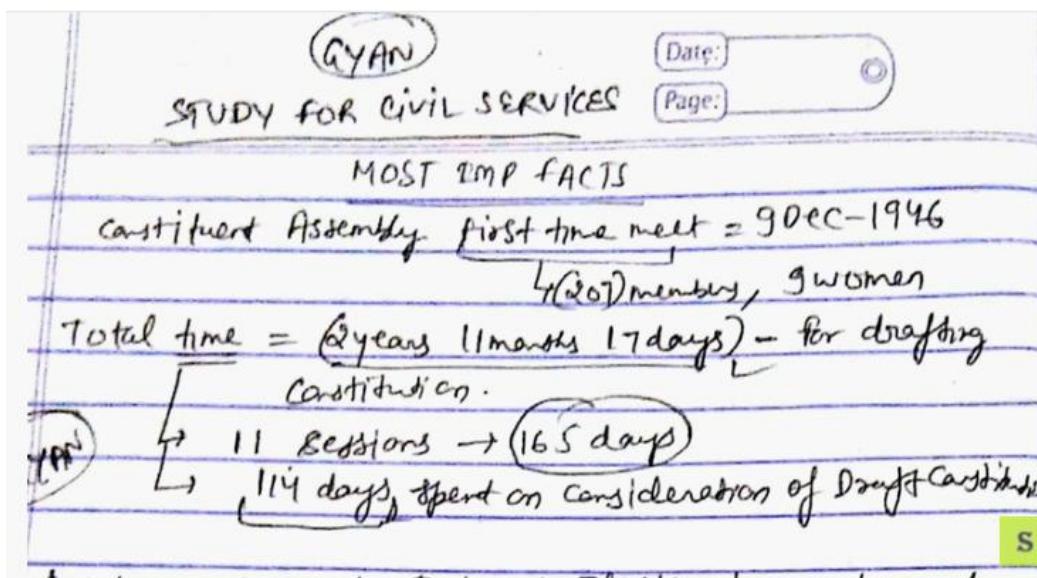 GYAN
Date:
STUDY FOR CIVIL SERVICES
Page:
MOST IMP FACTS
Constituent Assembly first time meet = 9 Dec-1946
↳ (207) members, 9 women
Total time = (2 years 11 months 17 days) - for drafting
Constitution.
→ 11 sessions → 165 days
YAN
→ 114 days, spent on consideration of Draft Constitution
S